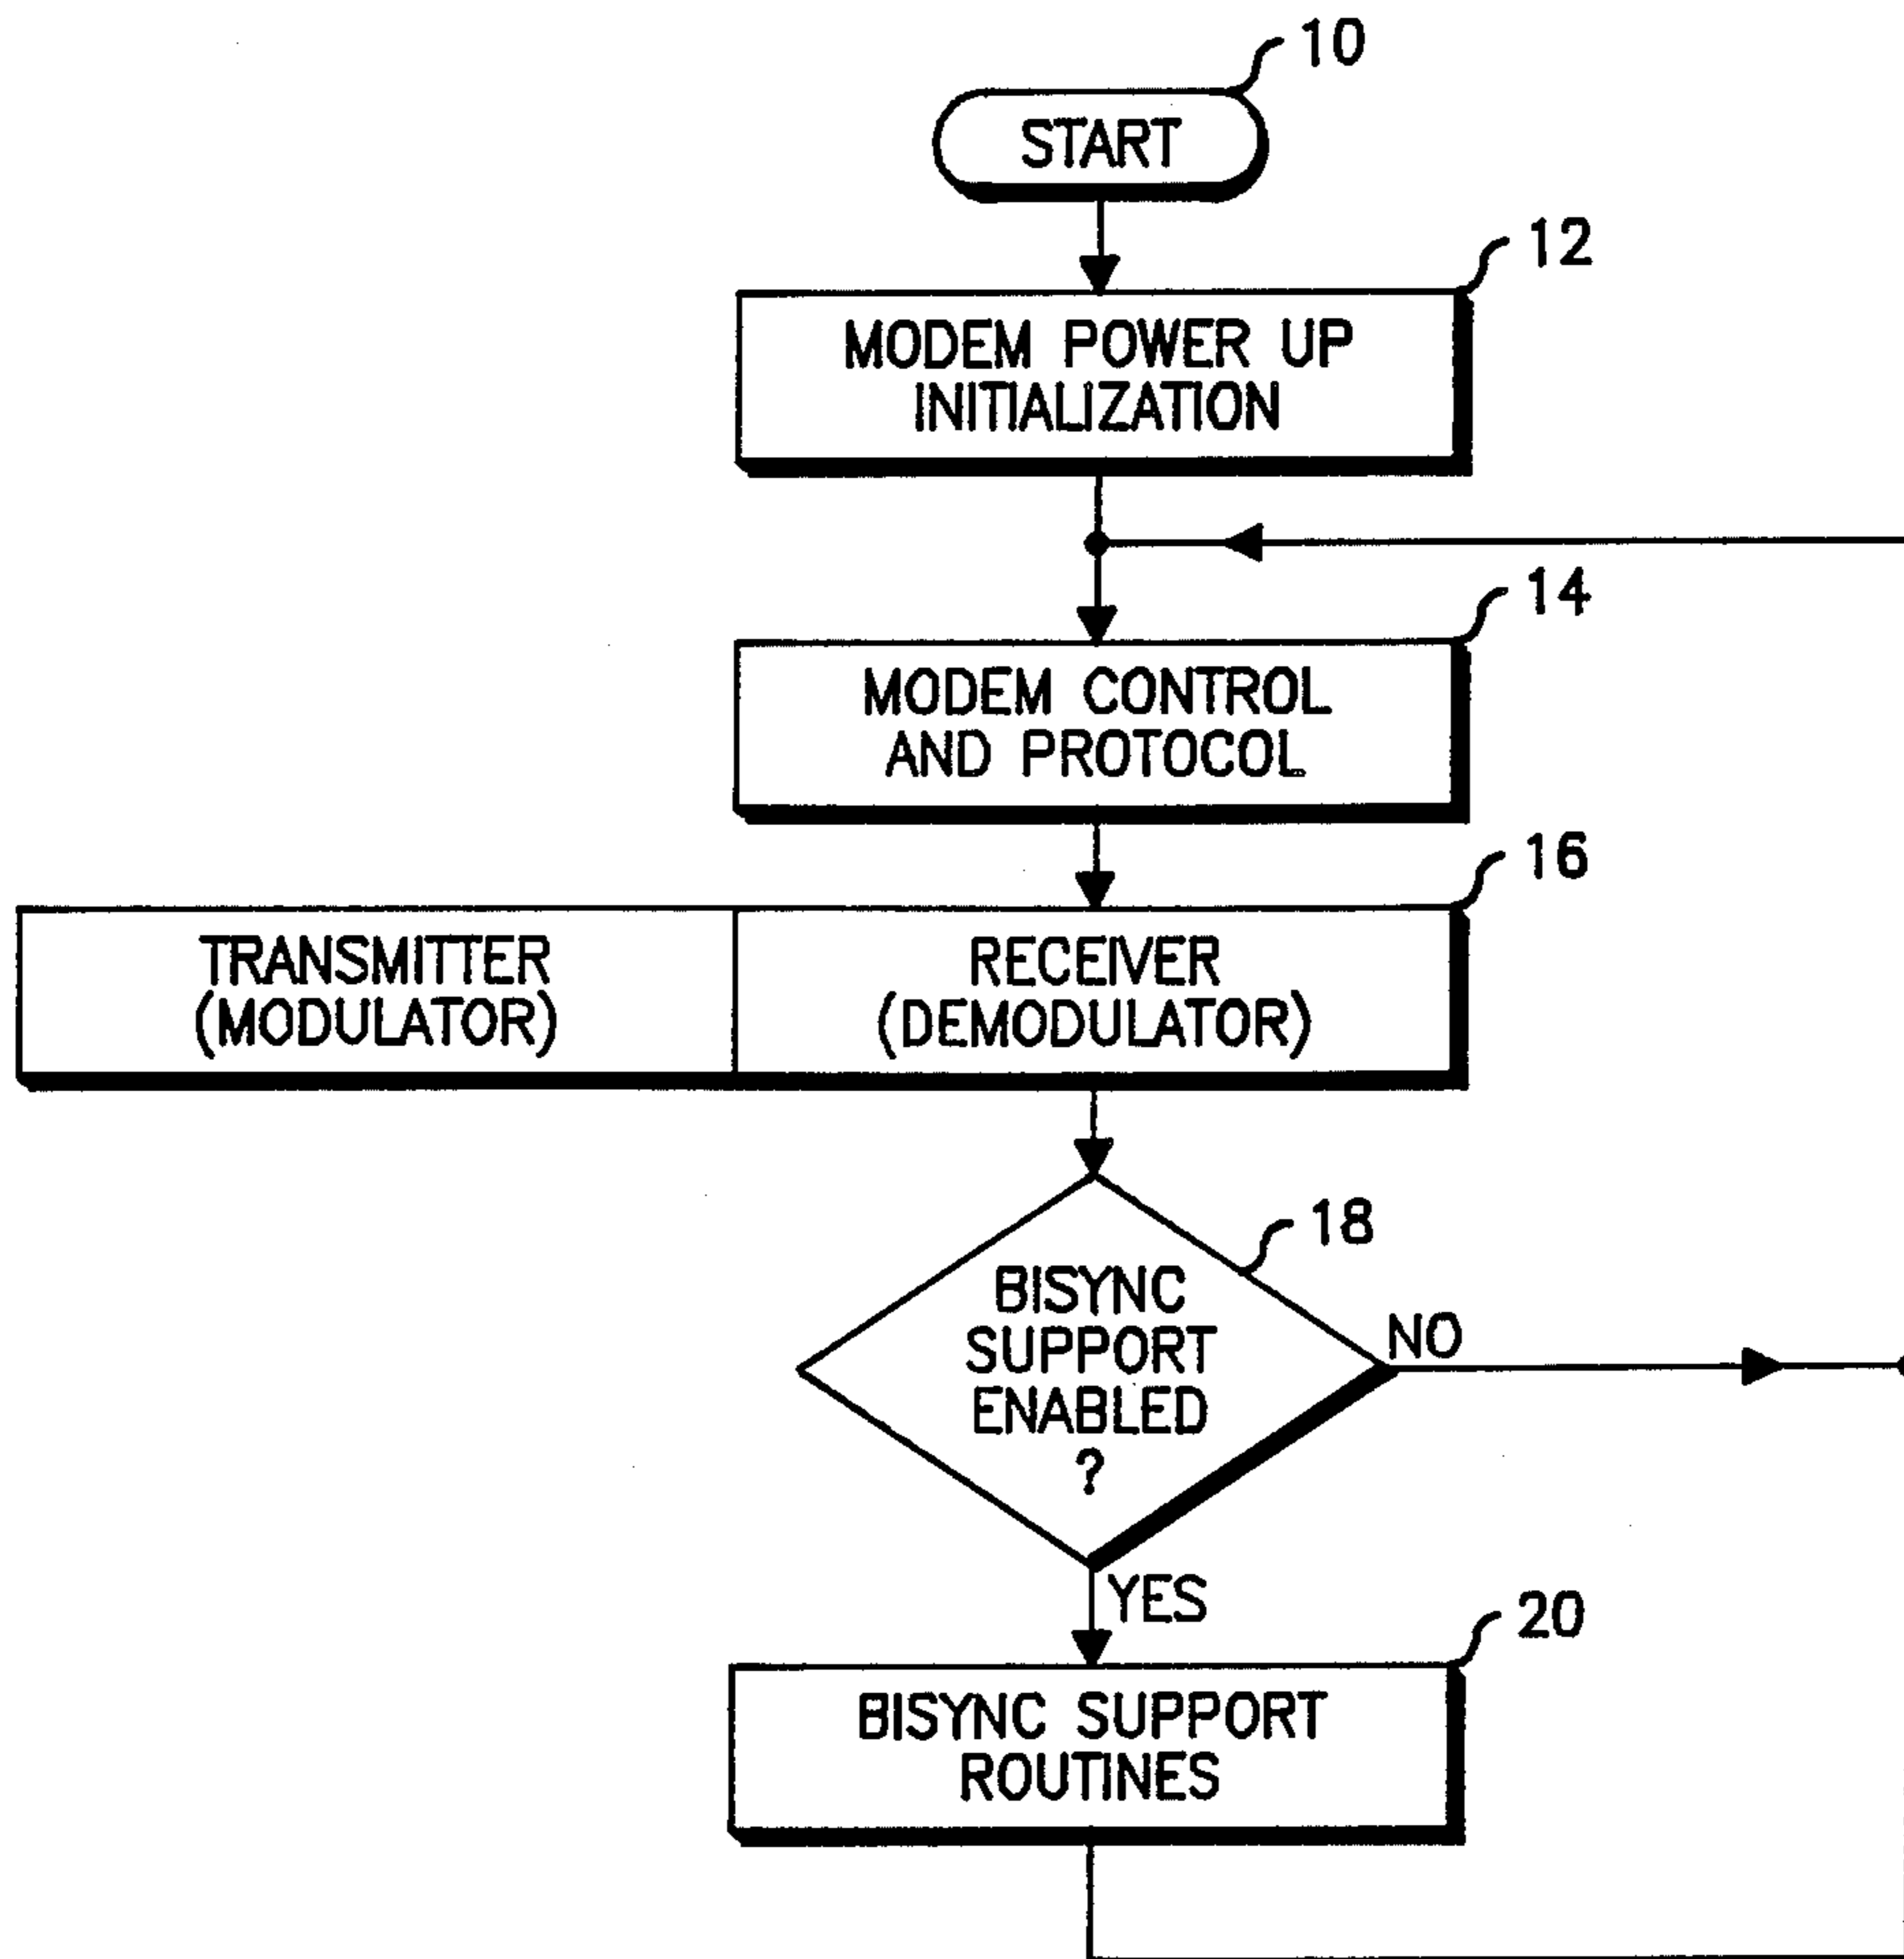 10
START
12
MODEM POWER UP
INITIALIZATION
14
MODEM CONTROL
AND PROTOCOL
16
TRANSMITTER
(MODULATOR)
RECEIVER
(DEMODULATOR)
18
BISYNC
SUPPORT
ENABLED
?
NO
YES
20
BISYNC SUPPORT
ROUTINES